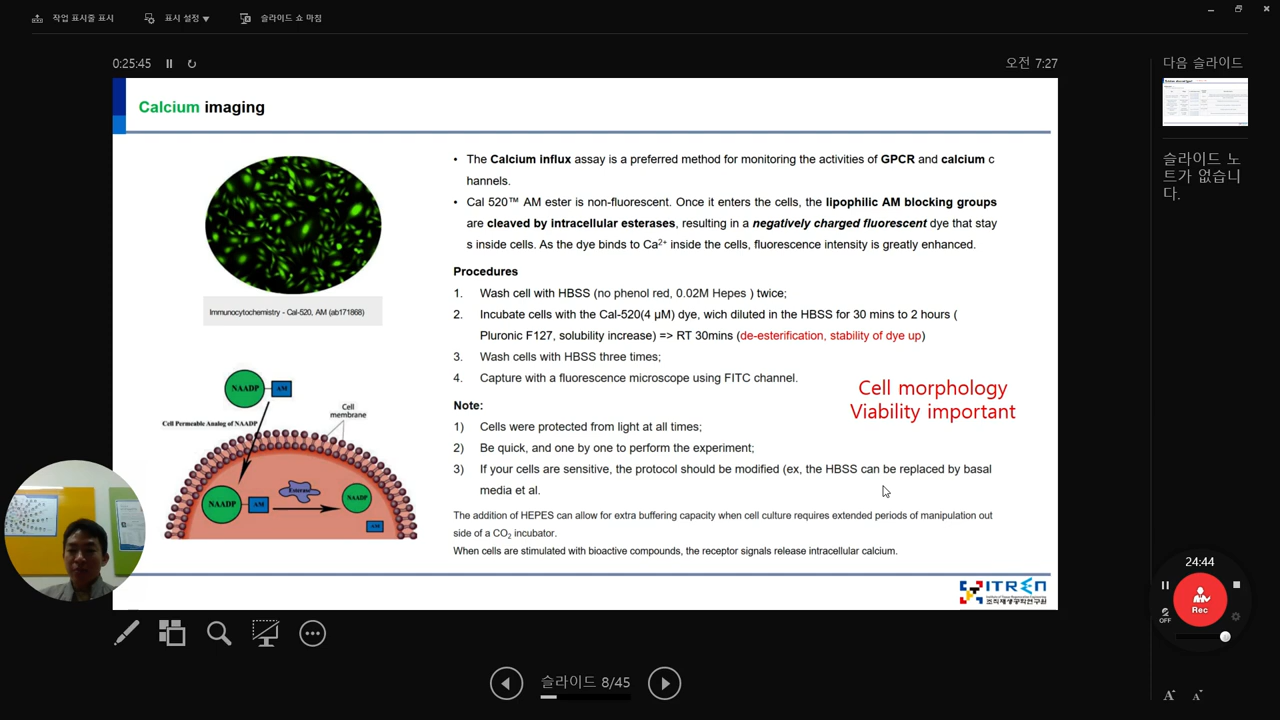 작업 표시줄 표시
표시 설정 ▼
슬라이드 쇼 마침
0:25:45
오전 7:27
다음 슬라이드
Calcium imaging
• The Calcium influx assay is a preferred method for monitoring the activities of GPCR and calcium c
hannels.
• Cal 520™ AM ester is non-fluorescent. Once it enters the cells, the lipophilic AM blocking groups
are cleaved by intracellular esterases, resulting in a negatively charged fluorescent dye that stay
s inside cells. As the dye binds to Ca2+ inside the cells, fluorescence intensity is greatly enhanced.
Procedures
1. Wash cell with HBSS (no phenol red, 0.02M Hepes ) twice;
2. Incubate cells with the Cal-520(4 μM) dye, wich diluted in the HBSS for 30 mins to 2 hours (
Pluronic F127, solubility increase) => RT 30mins (de-esterification, stability of dye up)
3. Wash cells with HBSS three times;
4. Capture with a fluorescence microscope using FITC channel.
Cell morphology
Viability important
Note:
1) Cells were protected from light at all times;
2) Be quick, and one by one to perform the experiment;
3) If your cells are sensitive, the protocol should be modified (ex, the HBSS can be replaced by basal
media et al.
The addition of HEPES can allow for extra buffering capacity when cell culture requires extended periods of manipulation out
side of a CO2 incubator.
When cells are stimulated with bioactive compounds, the receptor signals release intracellular calcium.
Immunocytochemistry - Cal-520, AM (ab171868)
NAADP
AM
Cell
membrane
Cell Permeable Analog of NAADP
NAADP
AM
Esterase
NAADP
AM
ITREN
조직재생공학연구원
슬라이드 노
트가 없습니
다.
24:44
Rec
OFF
슬라이드 8/45
A
A